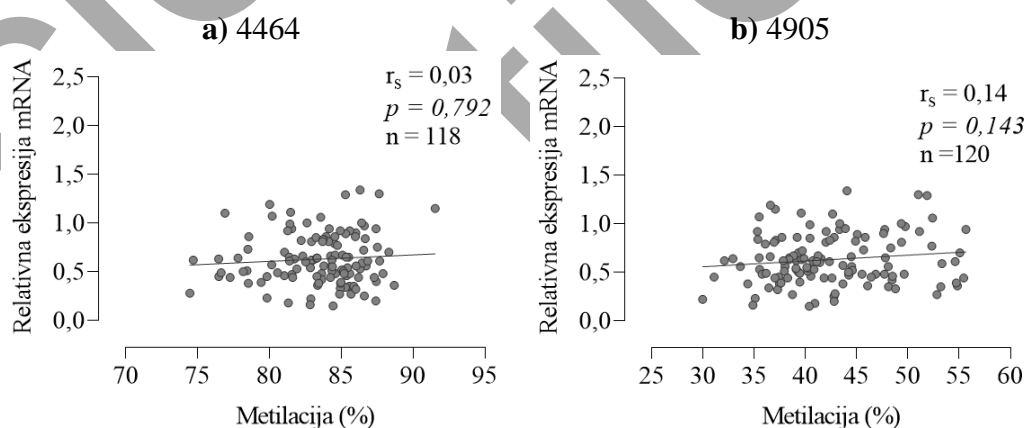 a) 4464
r_s = 0,03
p = 0,792
n = 118
Relativna ekspresija mRNA
2,5
2,0
1,5
1,0
0,5
0,0
70 75 80 85 90 95
Metilacija (%)
b) 4905
r_s = 0,14
p = 0,143
n =120
Relativna ekspresija mRNA
2,5
2,0
1,5
1,0
0,5
0,0
25 30 35 40 45 50 55 60
Metilacija (%)